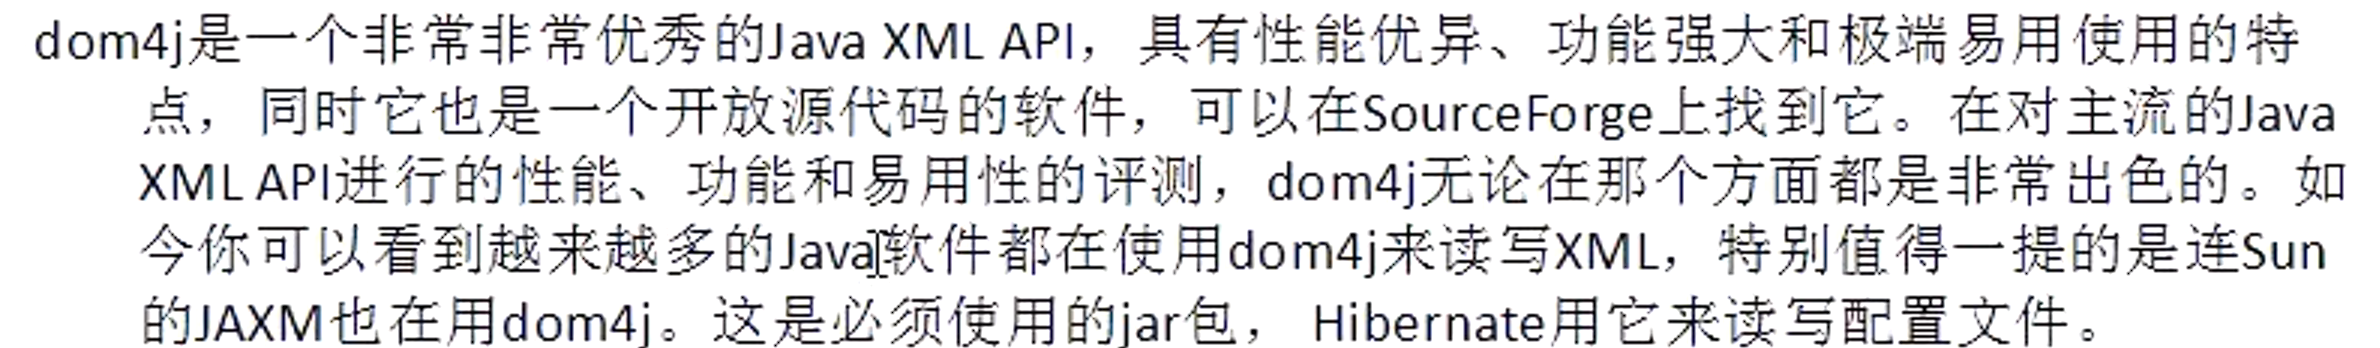 dom4j是一个非常非常优秀的Java XML API，具有性能优异、功能强大和极端易用使用的特
点，同时它也是一个开放源代码的软件，可以在SourceForge上找到它。在对主流的Java
XML API进行的性能、功能和易用性的评测，dom4j无论在那个方面都是非常出色的。如
今你可以看到越来越多的Java软件都在使用dom4j来读写XML，特别值得一提的是连Sun
的JAXM也在用dom4j。这是必须使用的jar包， Hibernate用它来读写配置文件。